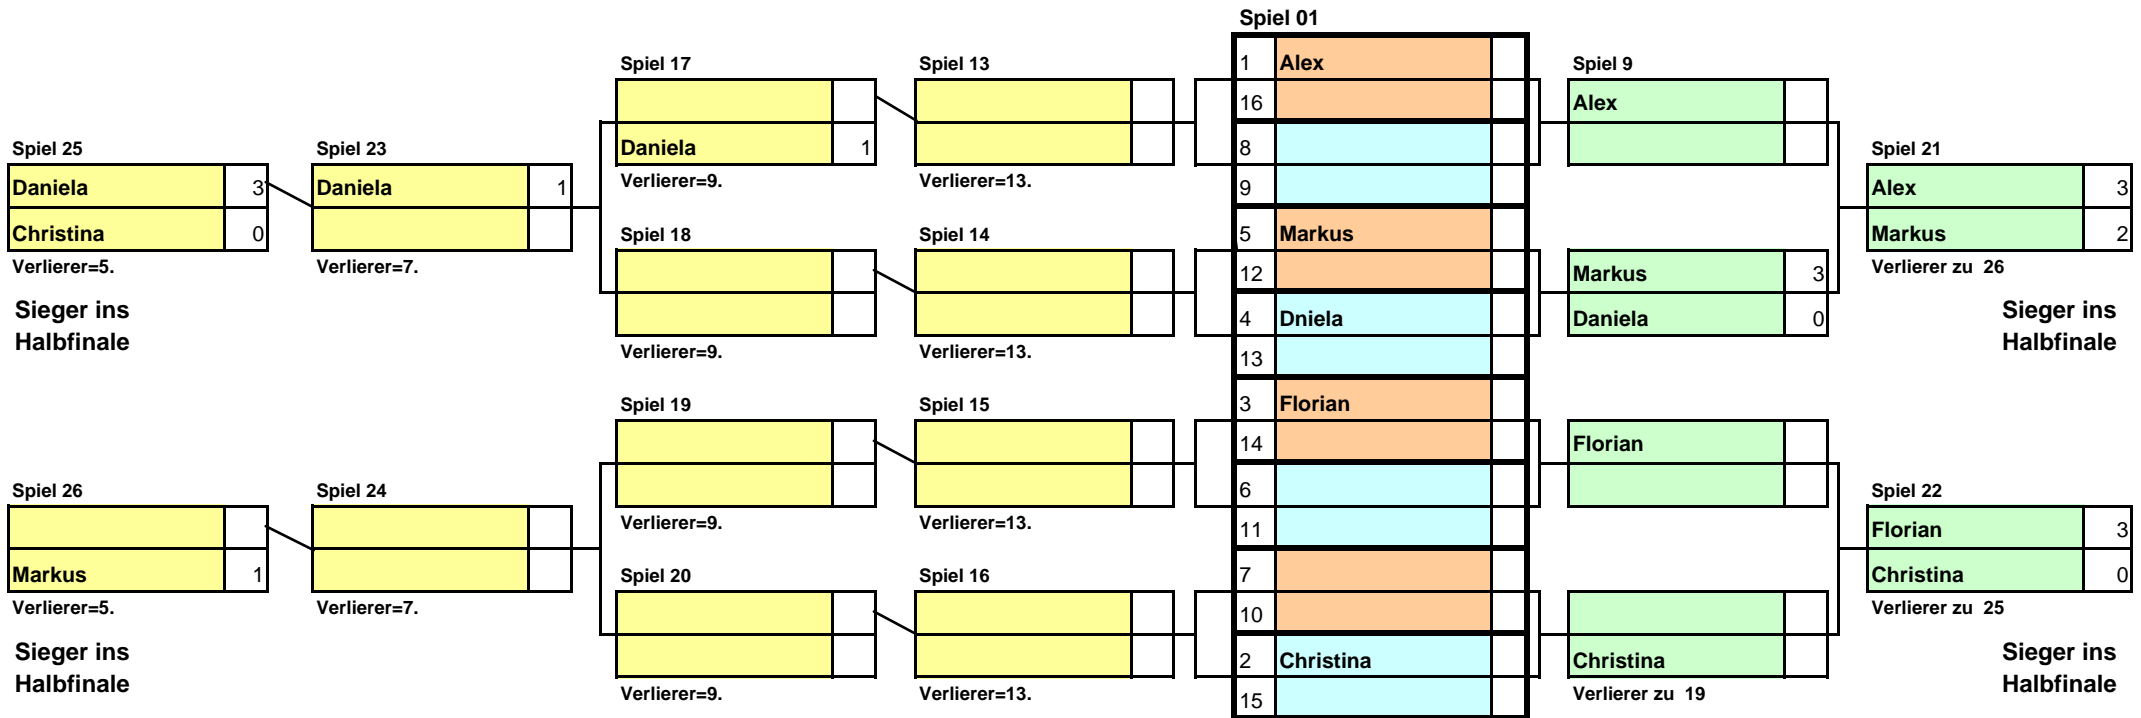 Spiel 01
Spiel 17 Spiel 13 1 Alex Spiel 9
16 Alex
Spiel 25 Spiel 23 Daniela 1 8 Spiel 21
Verlierer=9. Verlierer=13.
Daniela 3 Daniela 1 9 Alex 3
Christina 0 Spiel 18 Spiel 14 5 Markus Markus 2
Verlierer=5. Verlierer=7. 12 Markus 3 Verlierer zu 26
Sieger ins 4 Dniela Daniela 0 Sieger ins
Halbfinale Verlierer=9. Verlierer=13. 13 Halbfinale
Spiel 19 Spiel 15 3 Florian
14 Florian
Spiel 26 Spiel 24 6 Spiel 22
Verlierer=9. Verlierer=13. 11 Florian 3
Markus 1 Spiel 20 Spiel 16 7 Christina 0
Verlierer=5. Verlierer=7. 10 Verlierer zu 25
Sieger ins 2 Christina Christina Sieger ins
Halbfinale Verlierer=9. Verlierer=13. 15 Verlierer zu 19 Halbfinale